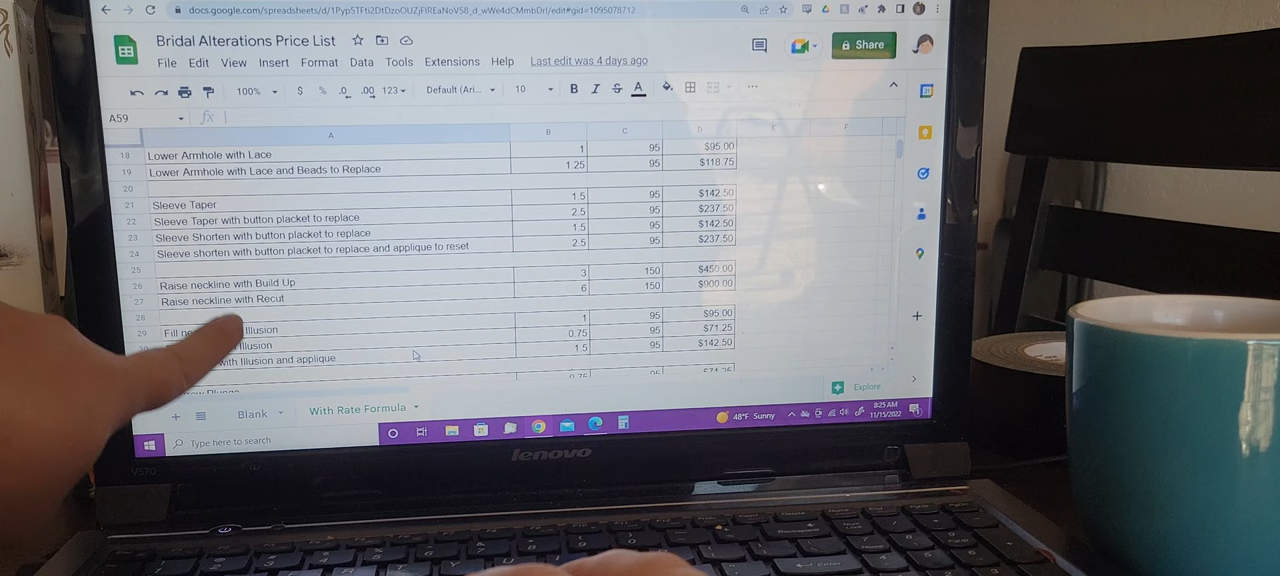 docs.google.com/spreadsheets/d/
Bridal Alterations Price List
Share
File Edit View Insert Format Data Tools Extensions Help Last edit was 4 days ago
100% $ % .0 .00 123 Default (Ari... 10 B I S A ...
A59 fx
A B C D E F
18 Lower Armhole with Lace 1 95 $95.00
19 Lower Armhole with Lace and Beads to Replace 1.25 95 $118.75
20
21 Sleeve Taper 1.5 95 $142.50
22 Sleeve Taper with button placket to replace 2.5 95 $237.50
23 Sleeve Shorten with button placket to replace 1.5 95 $142.50
24 Sleeve shorten with button placket to replace and applique to reset 2.5 95 $237.50
25
26 Raise neckline with Build Up 3 150 $450.00
27 Raise neckline with Recut 6 150 $900.00
28
29 Fill Illusion 1 95 $95.00
Illusion 0.75 95 $71.25
with Illusion and applique 1.5 95 $142.50
Explore
Blank With Rate Formula
Type here to search
48°F Sunny
8:25 AM
11/15/2022
lenovo
V570